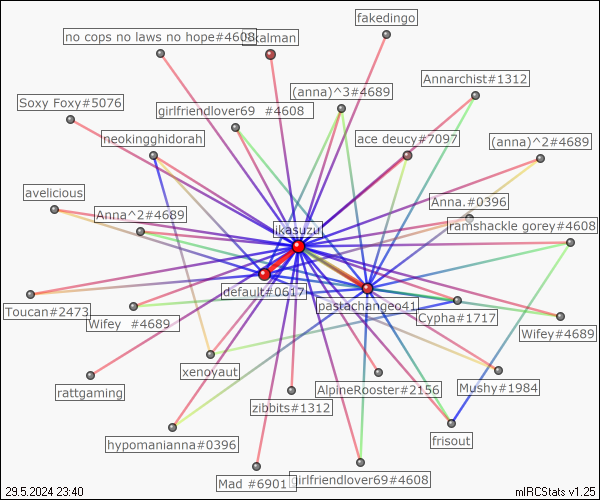 fakedingo
no cops no laws no hope#4608
kalman
Annarchist#1312
(anna)^3#4689
Soxy Foxy#5076
girlfriendlover69 #4608
neokingghidorah
ace deucy#7097
(anna)^2#4689
avelicious
Anna.#0396
Anna^2#4689
ramshackle gorey#4608
ikasuzu
default#0617
pastachangeo41
Toucan#2473
Wifey #4689
Cypha#1717
Wifey#4689
xenoyaut
rattgaming
AlpineRooster#2156
Mushy#1984
zibbits#1312
hypomanianna#0396
frisout
Mad #6901
girlfriendlover69#4608
29.5.2024 23:40
mIRCStats v1.25